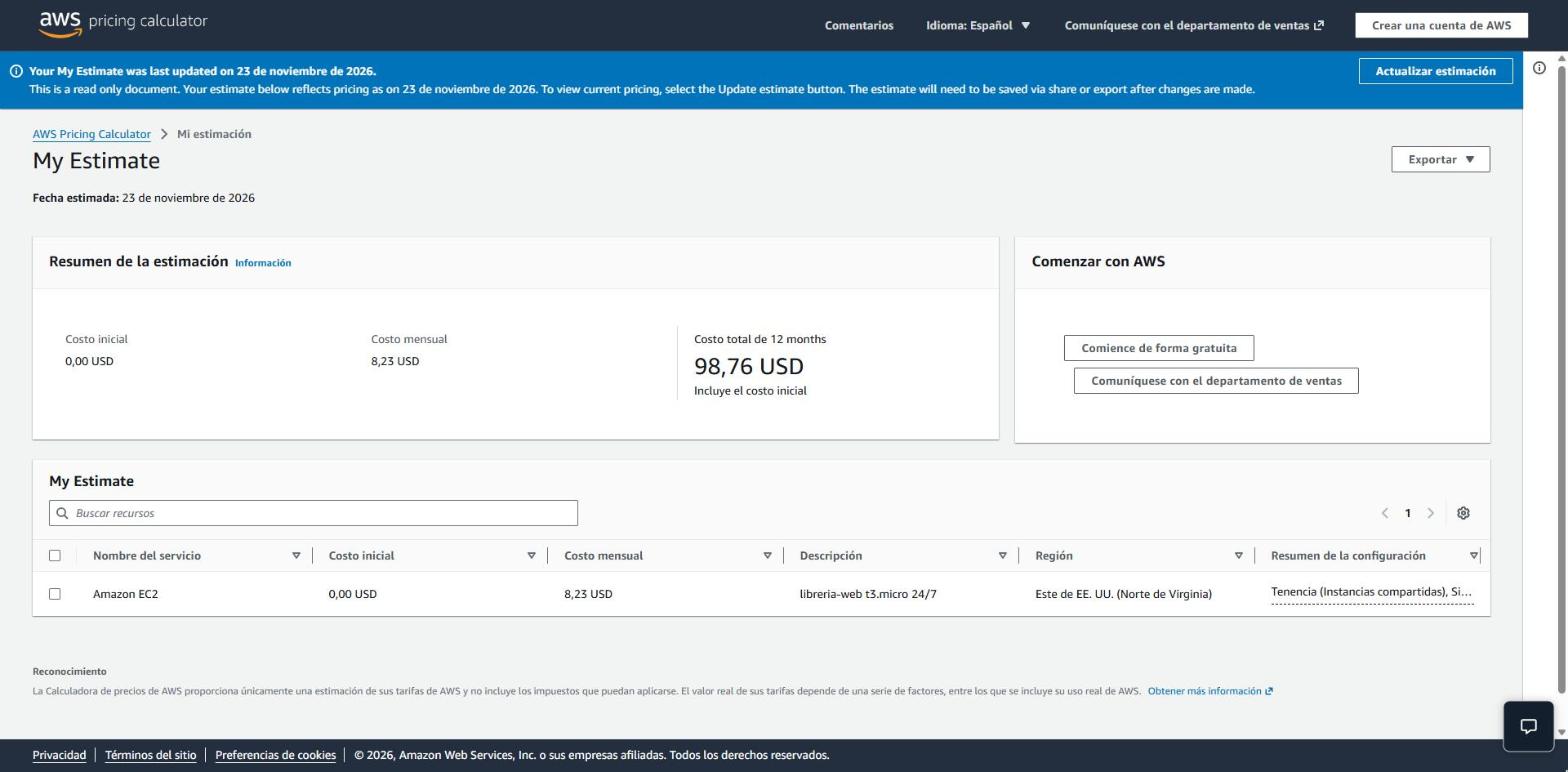 aws pricing calculator
Comentarios
Idioma: Español
Comuníquese con el departamento de ventas
Crear una cuenta de AWS
Your My Estimate was last updated on 23 de noviembre de 2026.
This is a read only document. Your estimate below reflects pricing as on 23 de noviembre de 2026. To view current pricing, select the Update estimate button. The estimate will need to be saved via share or export after changes are made.
Actualizar estimación
AWS Pricing Calculator > Mi estimación
My Estimate
Exportar
Fecha estimada: 23 de noviembre de 2026
Resumen de la estimación Información
Costo inicial
0,00 USD
Costo mensual
8,23 USD
Costo total de 12 months
98,76 USD
Incluye el costo inicial
Comenzar con AWS
Comience de forma gratuita
Comuníquese con el departamento de ventas
My Estimate
Buscar recursos
1
Nombre del servicio Costo inicial Costo mensual Descripción Región Resumen de la configuración
Amazon EC2 0,00 USD 8,23 USD libreria-web t3.micro 24/7 Este de EE. UU. (Norte de Virginia) Tenencia (Instancias compartidas), Si...
Reconocimiento
La Calculadora de precios de AWS proporciona únicamente una estimación de sus tarifas de AWS y no incluye los impuestos que puedan aplicarse. El valor real de sus tarifas depende de una serie de factores, entre los que se incluye su uso real de AWS. Obtener más información
Privacidad | Términos del sitio | Preferencias de cookies | © 2026, Amazon Web Services, Inc. o sus empresas afiliadas. Todos los derechos reservados.